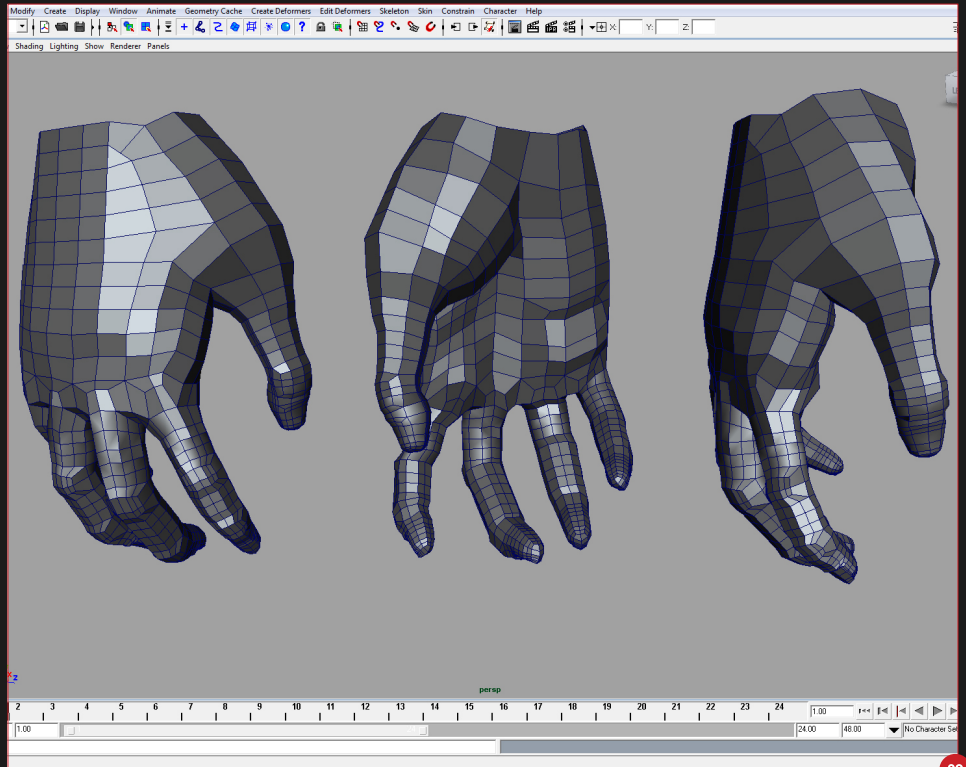 Modify Create Display Window Animate Geometry Cache Create Deformers Edit Deformers Skeleton Skin Constrain Character Help
IPR X: Y: Z:
Shading Lighting Show Renderer Panels
z
persp
2 3 4 5 6 7 8 9 10 11 12 13 14 15 16 17 18 19 20 21 22 23 24 1.00
1.00 24.00 48.00 No Character Set